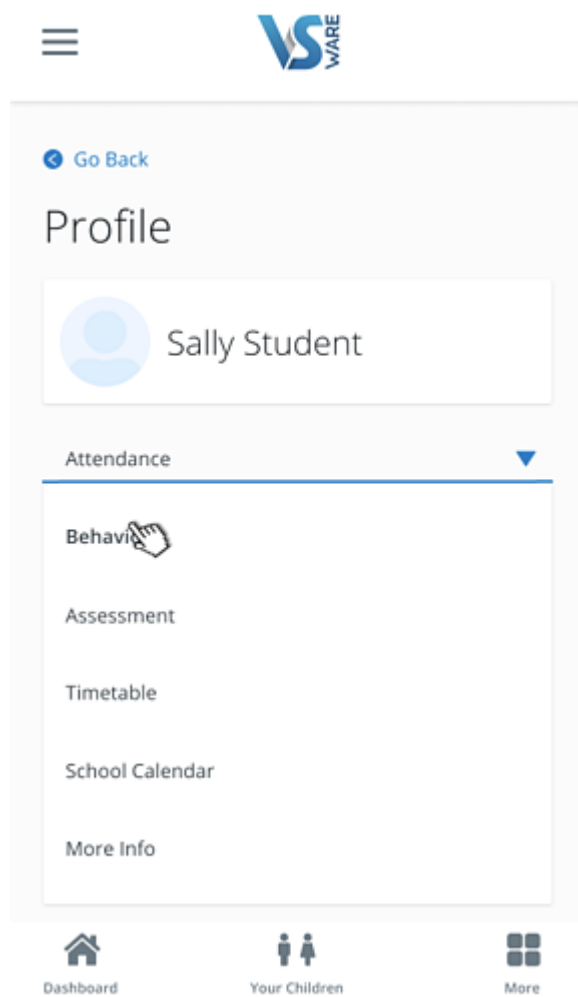 VS
WARE
Go Back
Profile
Sally Student
Attendance
Assessment
Timetable
School Calendar
More Info
Dashboard
Your Children
More